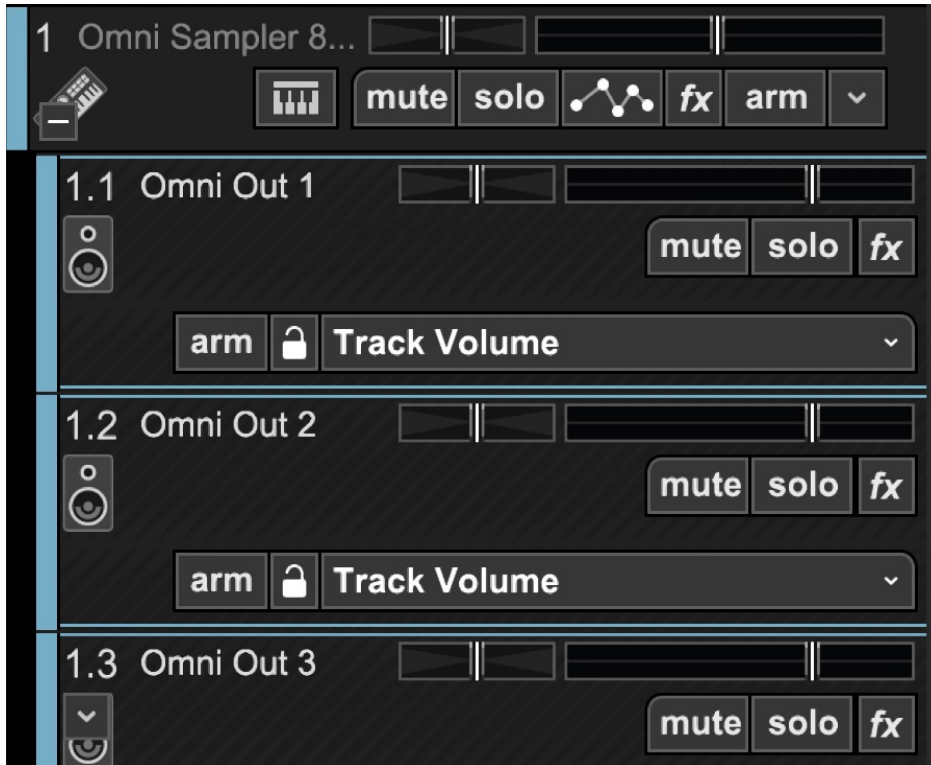 1 Omni Sampler 8...
mute solo fx arm
1.1 Omni Out 1
mute solo fx
arm Track Volume
1.2 Omni Out 2
mute solo fx
arm Track Volume
1.3 Omni Out 3
mute solo fx